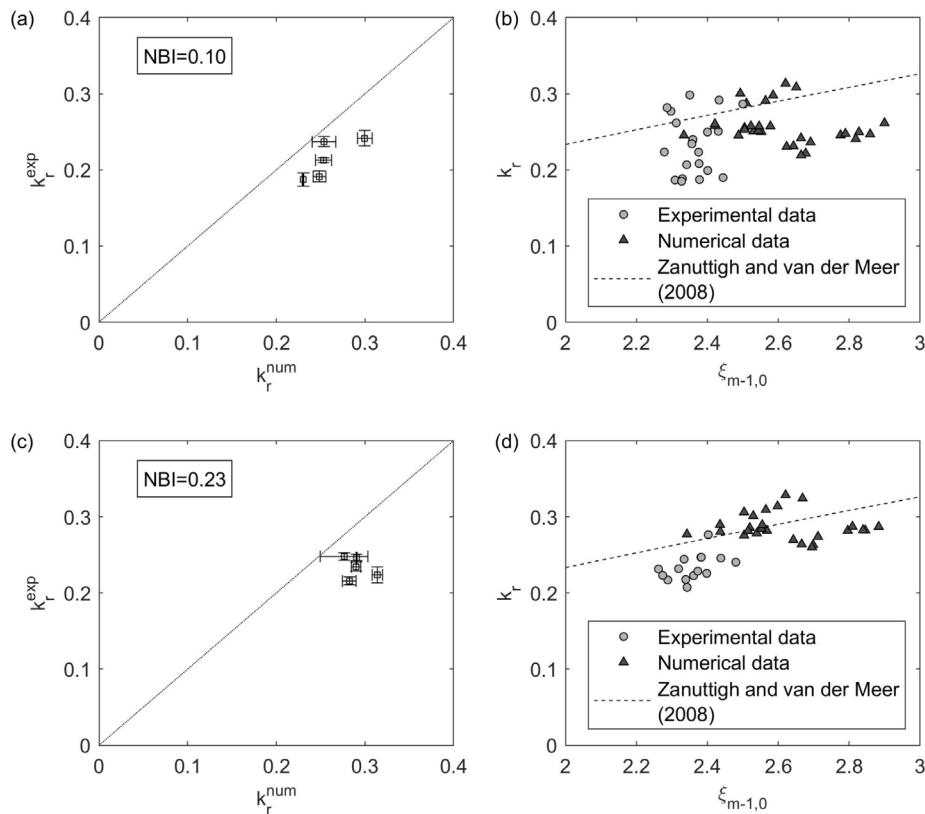 (a)
0.4
0.3
0.2
0.1
0
NBI=0.10
k_r^exp
0
0.1
0.2
0.3
0.4
k_r^num
(b)
0.4
0.3
0.2
0.1
0
k_r
Experimental data
Numerical data
Zanuttigh and van der Meer
(2008)
2
2.2
2.4
2.6
2.8
3
ξ_m-1,0
(c)
0.4
0.3
0.2
0.1
0
NBI=0.23
k_r^exp
0
0.1
0.2
0.3
0.4
k_r^num
(d)
0.4
0.3
0.2
0.1
0
k_r
Experimental data
Numerical data
Zanuttigh and van der Meer
(2008)
2
2.2
2.4
2.6
2.8
3
ξ_m-1,0